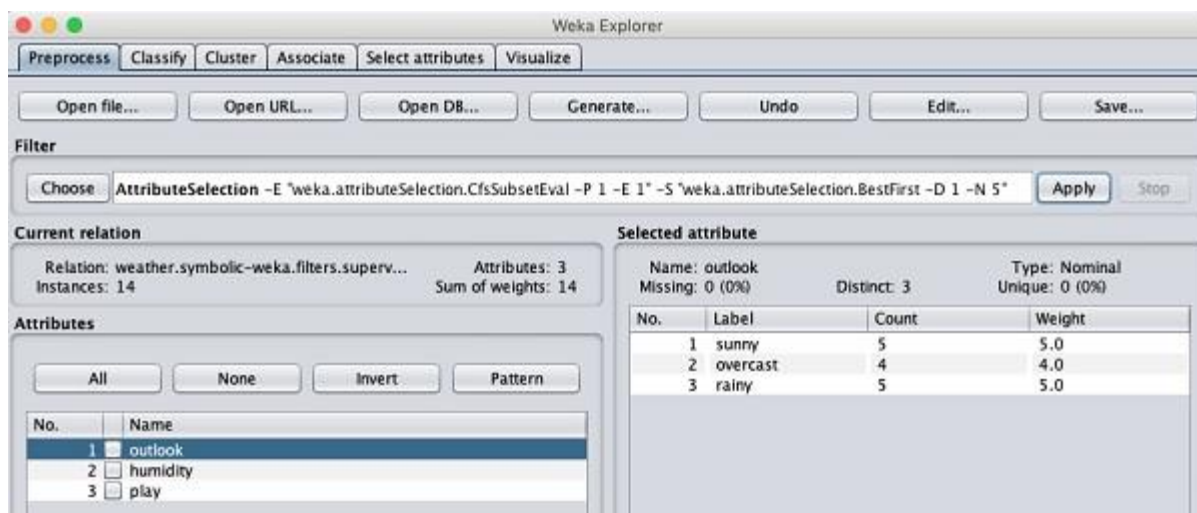 Weka Explorer
Preprocess Classify Cluster Associate Select attributes Visualize
Open file... Open URL... Open DB... Generate... Undo Edit... Save...
Filter
Choose AttributeSelection -E "weka.attributeSelection.CfsSubsetEval -P 1 -E 1" -S "weka.attributeSelection.BestFirst -D 1 -N 5" Apply Stop
Current relation
Relation: weather.symbolic-weka.filters.superv... Attributes: 3
Instances: 14 Sum of weights: 14
Attributes
All None Invert Pattern
No. Name
1 outlook
2 humidity
3 play
Selected attribute
Name: outlook Type: Nominal
Missing: 0 (0%) Distinct: 3 Unique: 0 (0%)
No. Label Count Weight
1 sunny 5 5.0
2 overcast 4 4.0
3 rainy 5 5.0